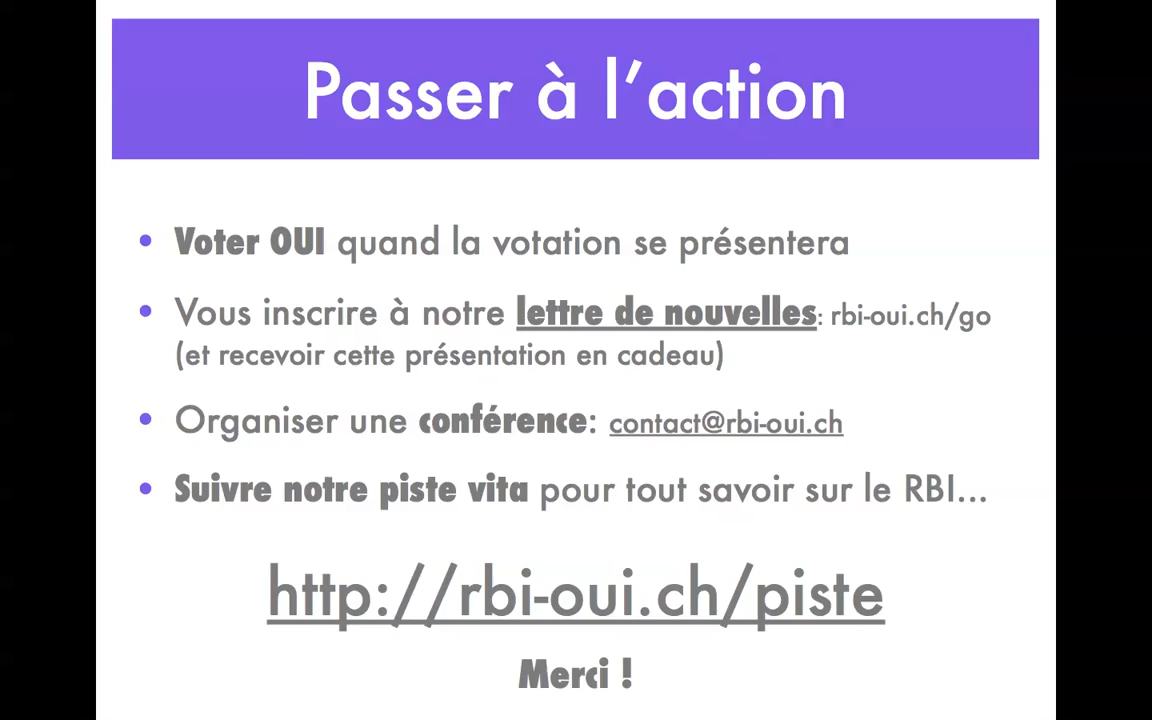 Passer à l’action
• Voter OUI quand la votation se présentera
• Vous inscrire à notre lettre de nouvelles: rbi-oui.ch/go
(et recevoir cette présentation en cadeau)
• Organiser une conférence: contact@rbi-oui.ch
• Suivre notre piste vita pour tout savoir sur le RBI...
http://rbi-oui.ch/piste
Merci !